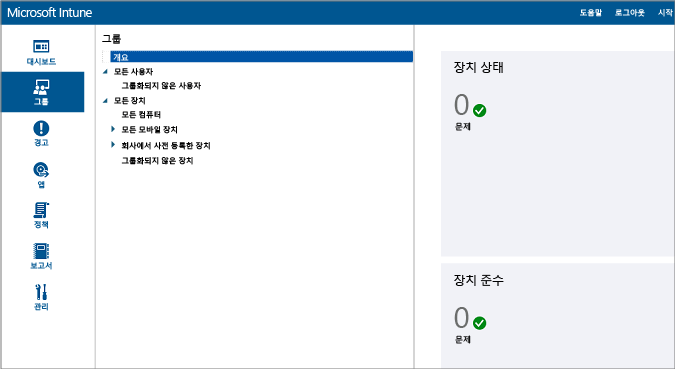 Microsoft Intune
도움말 로그아웃 시작
대시보드
그룹
경고
앱
정책
보고서
관리
그룹
개요
모든 사용자
그룹화되지 않은 사용자
모든 장치
모든 컴퓨터
모든 모바일 장치
회사에서 사전 등록한 장치
그룹화되지 않은 장치
장치 상태
0
문제
장치 준수
0
문제